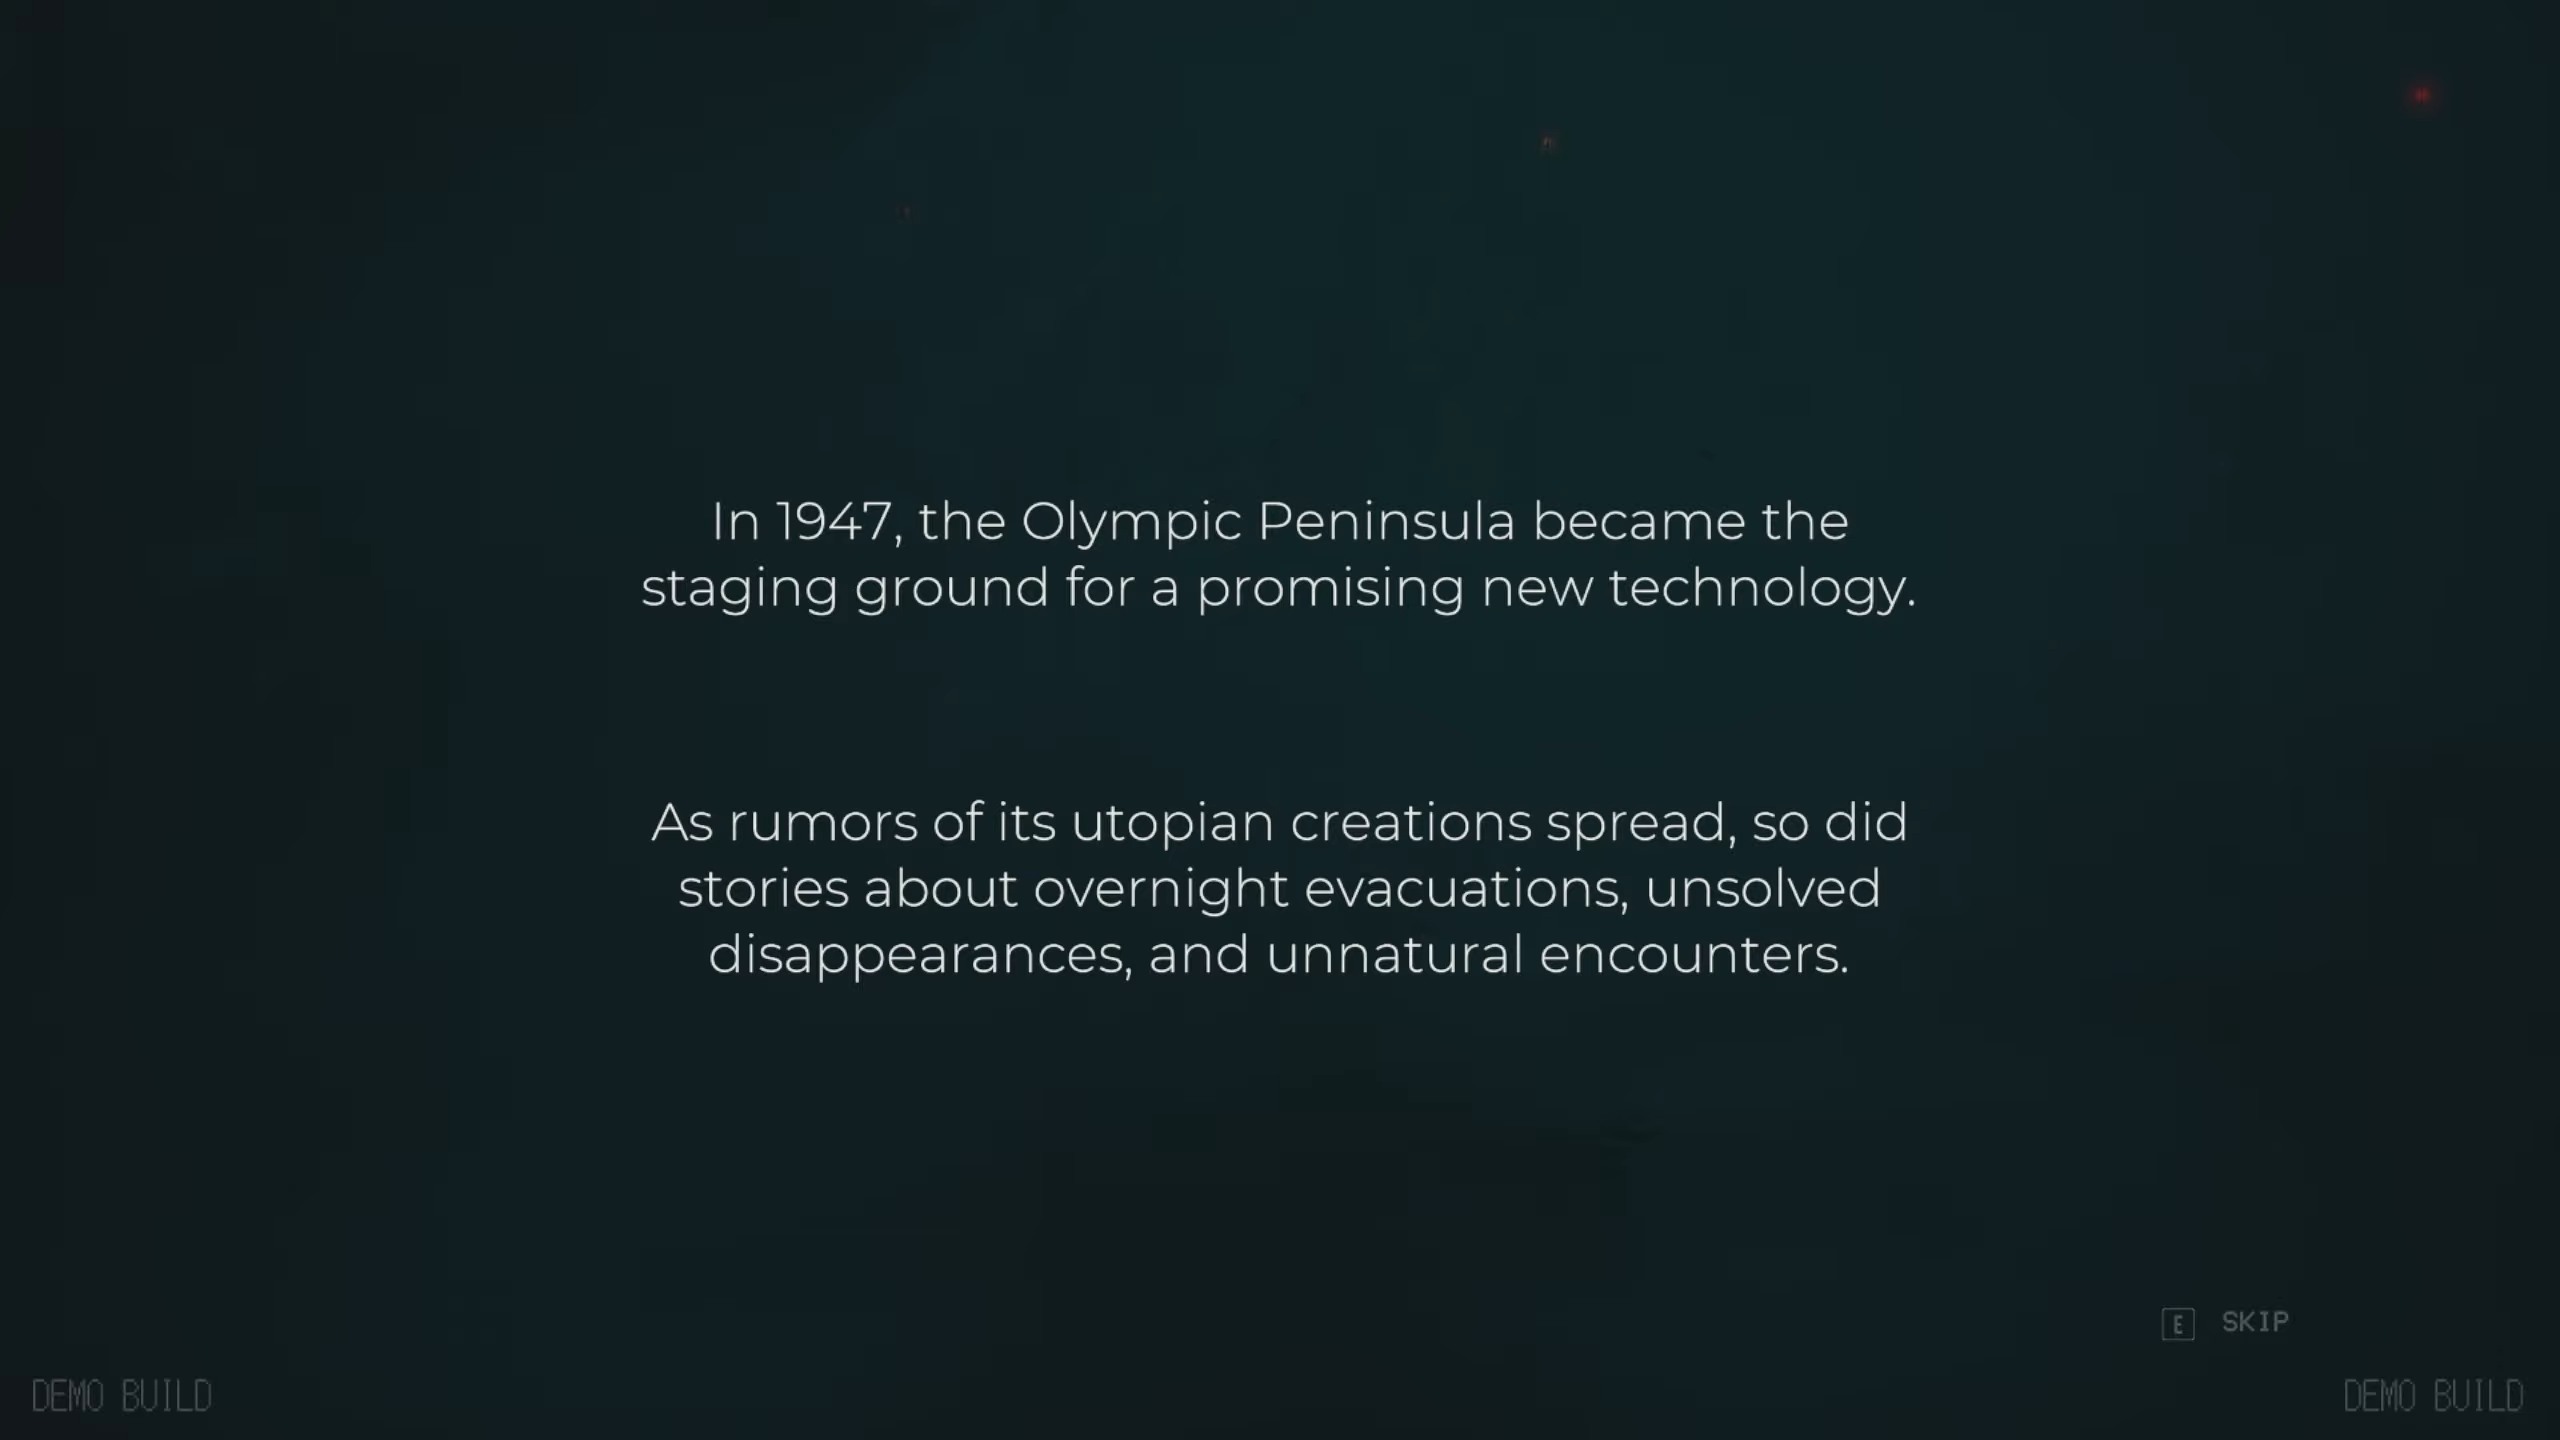 In 1947, the Olympic Peninsula became the
staging ground for a promising new technology.
As rumors of its utopian creations spread, so did
stories about overnight evacuations, unsolved
disappearances, and unnatural encounters.
E SKIP
DEMO BUILD
DEMO BUILD